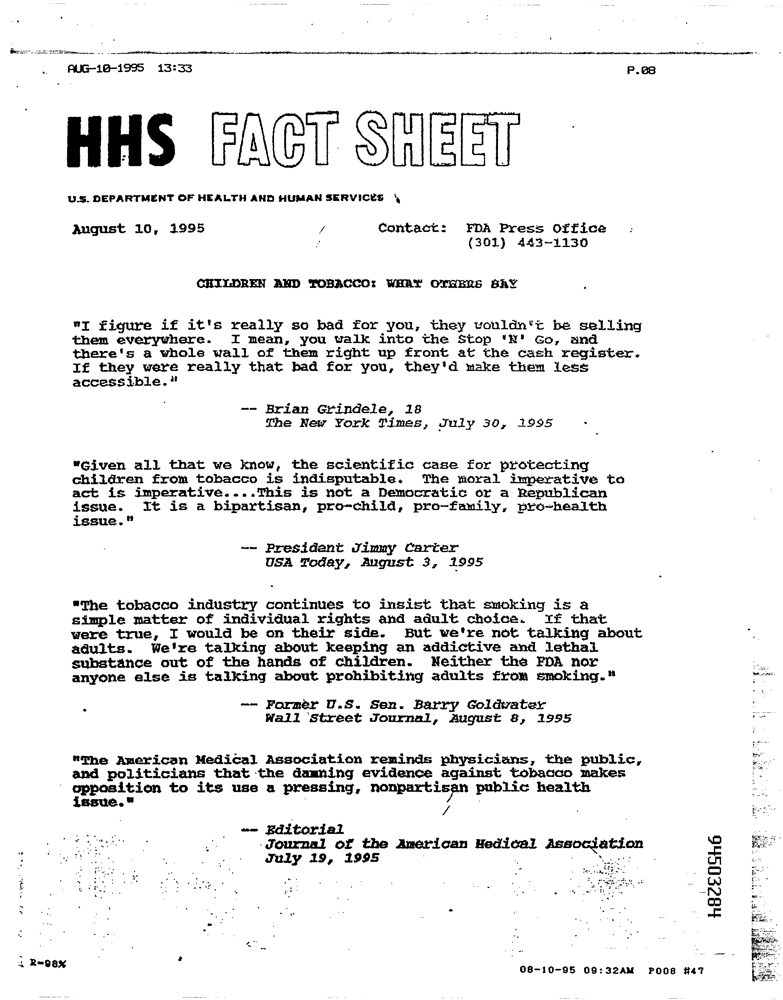 AUG-10-1995 13:33 P.08
HHS FACT SHEET
U.S. DEPARTMENT OF HEALTH AND HUMAN SERVICES
August 10, 1995 Contact: FDA Press Office
(301) 443-1130
CHILDREN AND TOBACCO: WHAT OTHERS SAY
"I figure if it's really so bad for you, they wouldn't be selling
them everywhere. I mean, you walk into the Stop 'N' Go, and
there's a whole wall of them right up front at the cash register.
If they were really that bad for you, they'd make them less
accessible."
-- Brian Grindele, 18
The New York Times, July 30, 1995
"Given all that we know, the scientific case for protecting
children from tobacco is indisputable. The moral imperative to
act is imperative....This is not a Democratic or a Republican
issue. It is a bipartisan, pro-child, pro-family, pro-health
issue."
-- President Jimmy Carter
USA Today, August 3, 1995
"The tobacco industry continues to insist that smoking is a
simple matter of individual rights and adult choice. If that
were true, I would be on their side. But we're not talking about
adults. We're talking about keeping an addictive and lethal
substance out of the hands of children. Neither the FDA nor
anyone else is talking about prohibiting adults from smoking."
-- Former U.S. Sen. Barry Goldwater
Wall Street Journal, August 8, 1995
"The American Medical Association reminds physicians, the public,
and politicians that the damning evidence against tobacco makes
opposition to its use a pressing, nonpartisan public health
issue."
-- Editorial
Journal of the American Medical Association
July 19, 1995
94503284
R-98% 08-10-95 09:32AM P008 #47